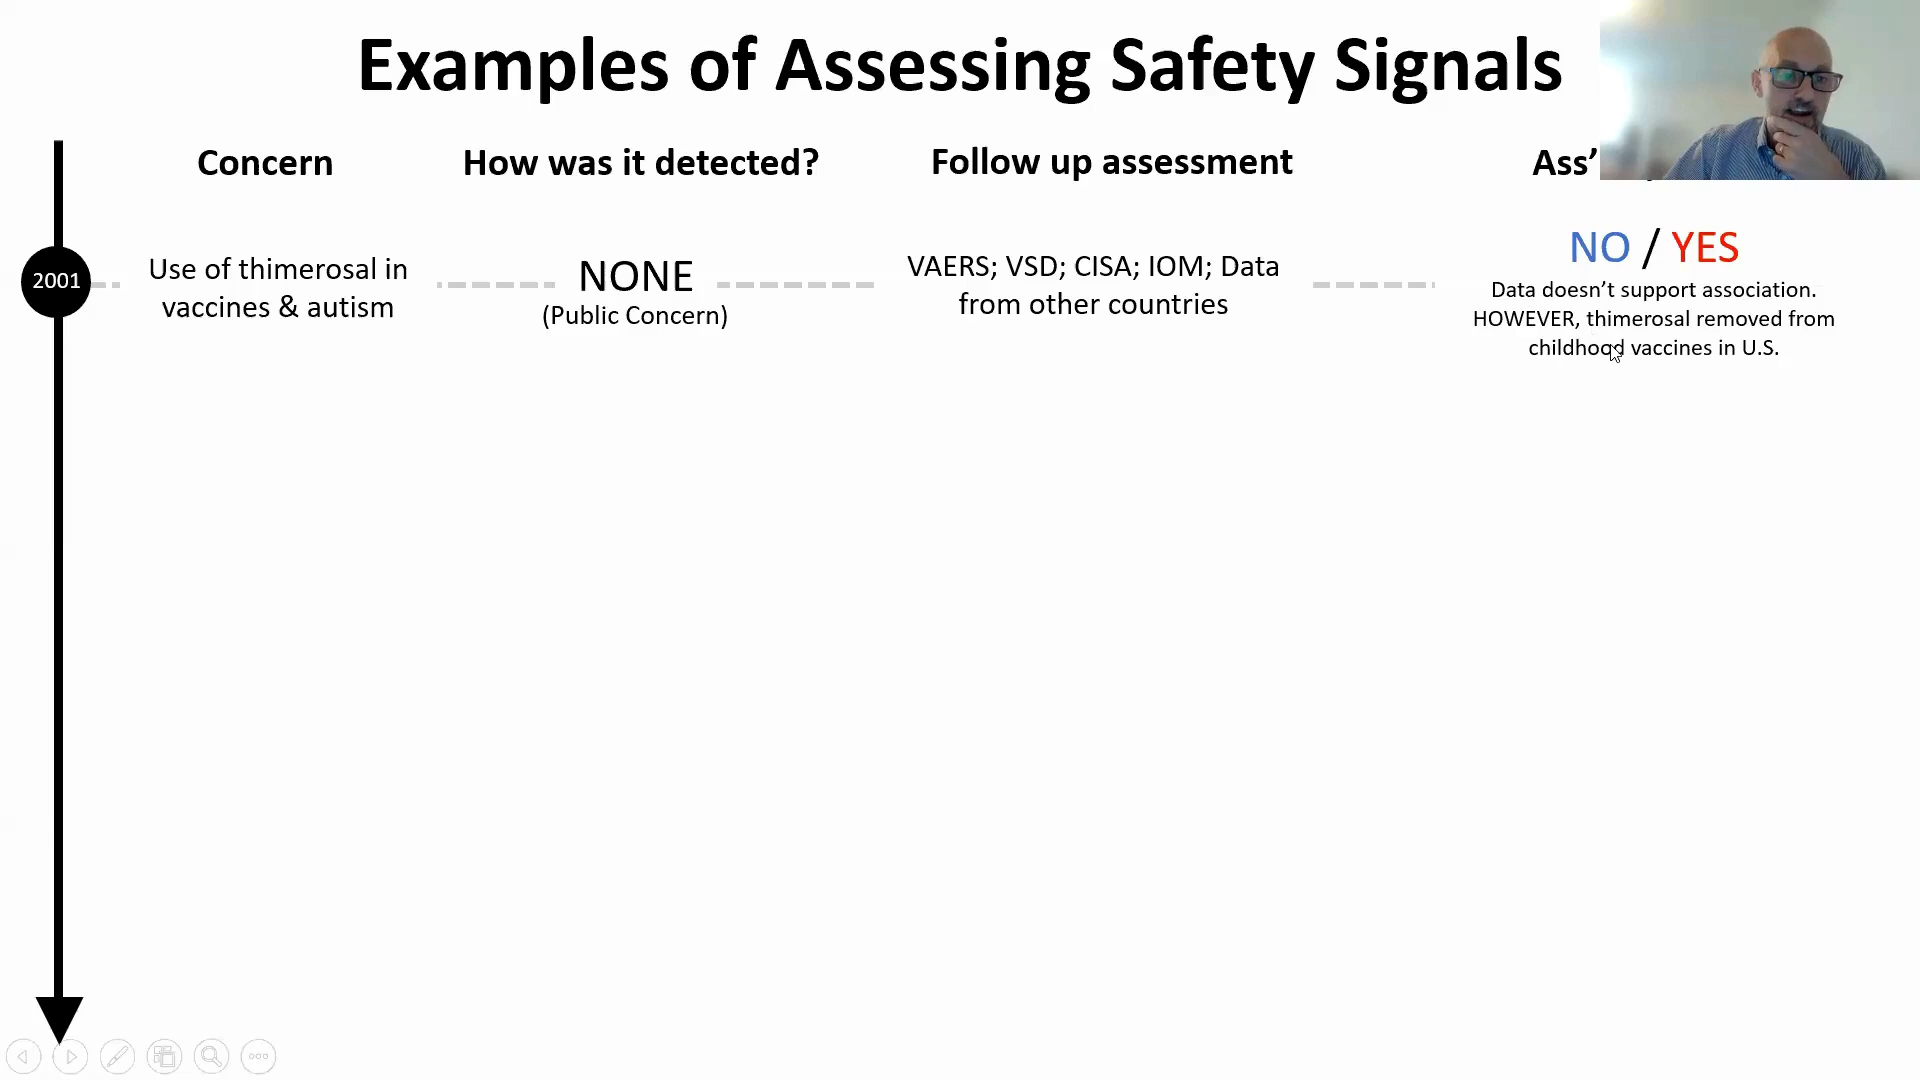 Examples of Assessing Safety Signals
Concern
How was it detected?
Follow up assessment
Ass'
2001
Use of thimerosal in
vaccines & autism
NONE
(Public Concern)
VAERS; VSD; CISA; IOM; Data
from other countries
NO / YES
Data doesn’t support association.
HOWEVER, thimerosal removed from
childhood vaccines in U.S.